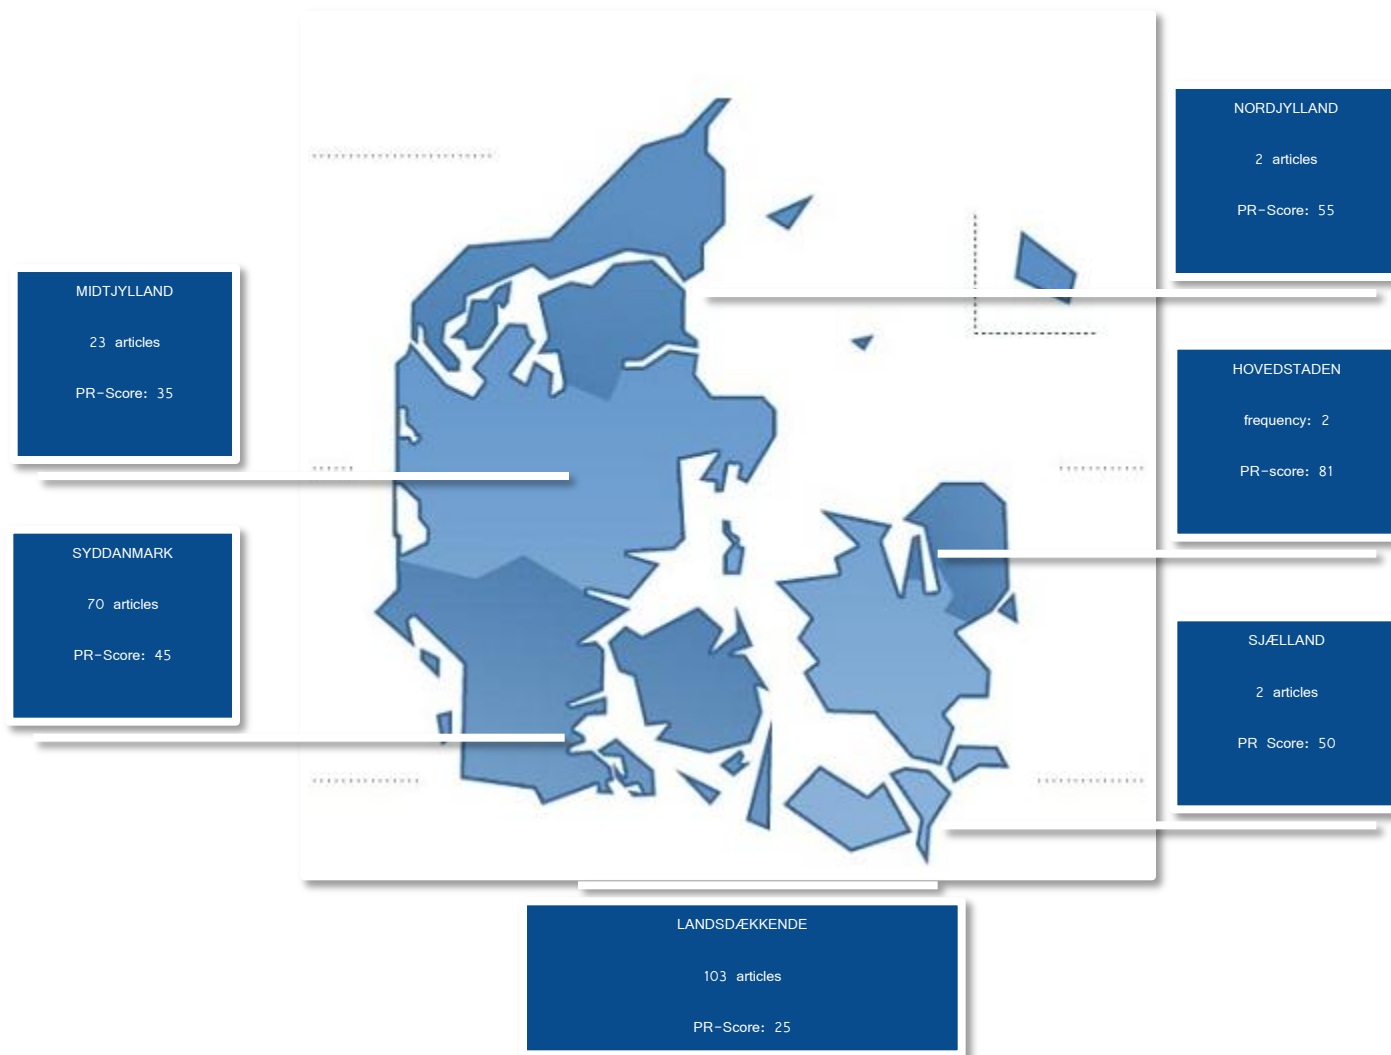 NORDJYLLAND
2 articles
PR-Score: 55
MIDTJYLLAND
23 articles
PR-Score: 35
HOVEDSTADEN
frequency: 2
PR-score: 81
SYDDANMARK
70 articles
PR-Score: 45
SJÆLLAND
2 articles
PR Score: 50
LANDSDÆKKENDE
103 articles
PR-Score: 25